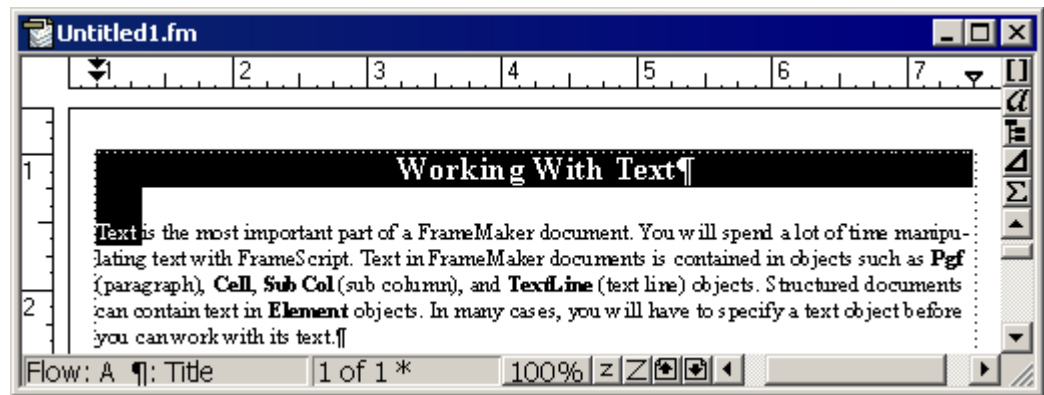 Untitled1.fm
1 2 3 4 5 6 7
1
Working With Text¶
Text is the most important part of a FrameMaker document. You will spend a lot of time manipu-
lating text with FrameScript. Text in FrameMaker documents is contained in objects such as Pgf
(paragraph), Cell, Sub Col (sub column), and TextLine (text line) objects. Structured documents
2
can contain text in Element objects. In many cases, you will have to specify a text object before
you can work with its text.¶
Flow: A ¶: Title 1 of 1 * 100% z Z